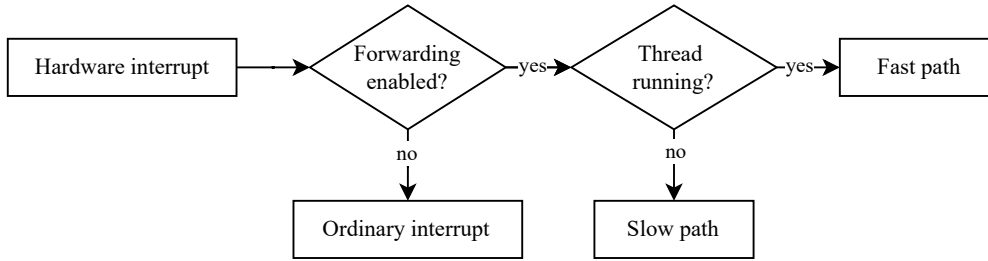 Hardware interrupt
Forwarding
enabled?
yes
Thread
running?
yes
Fast path
no
no
Ordinary interrupt
Slow path